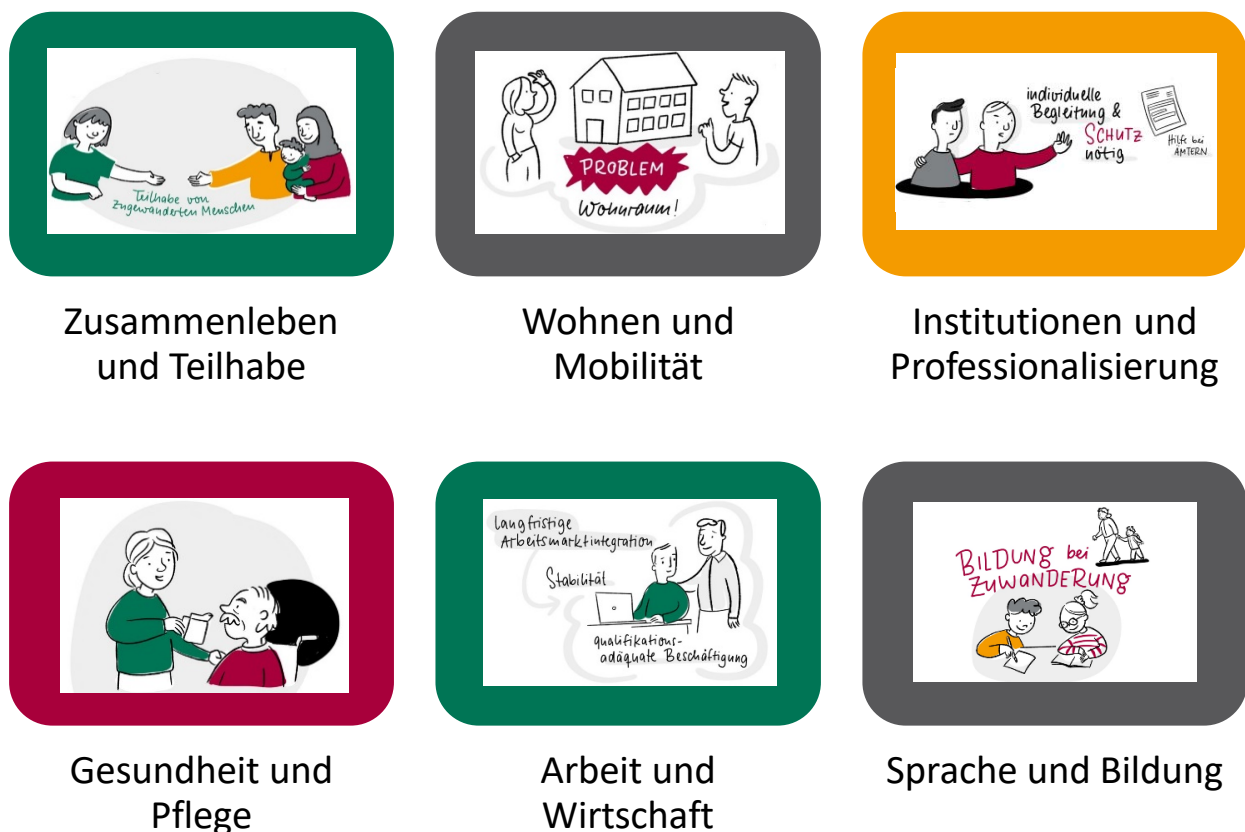 Teilhabe von
zugewanderten Menschen
Zusammenleben
und Teilhabe
PROBLEM
Wohnraum!
Wohnen und
Mobilität
individuelle
Begleitung &
SCHUTZ
nötig
Hilfe bei
ÄMTERN
Institutionen und
Professionalisierung
Gesundheit und
Pflege
langfristige
Arbeitsmarktintegration
Stabilität
qualifikations-
adäquate Beschäftigung
Arbeit und
Wirtschaft
BILDUNG bei
ZUWANDERUNG
Sprache und Bildung